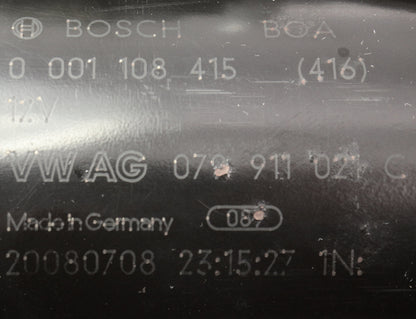 BOSCH BOA
0 001 108 415 (416)
12V
VW AG 079 911 021 C
Made in Germany 089
20080708 23:15:27 1N: